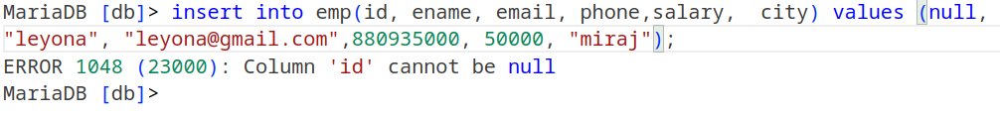 MariaDB [db]> insert into emp(id, ename, email, phone,salary,  city) values (null,
"leyona", "leyona@gmail.com",880935000, 50000, "miraj");
ERROR 1048 (23000): Column 'id' cannot be null
MariaDB [db]>